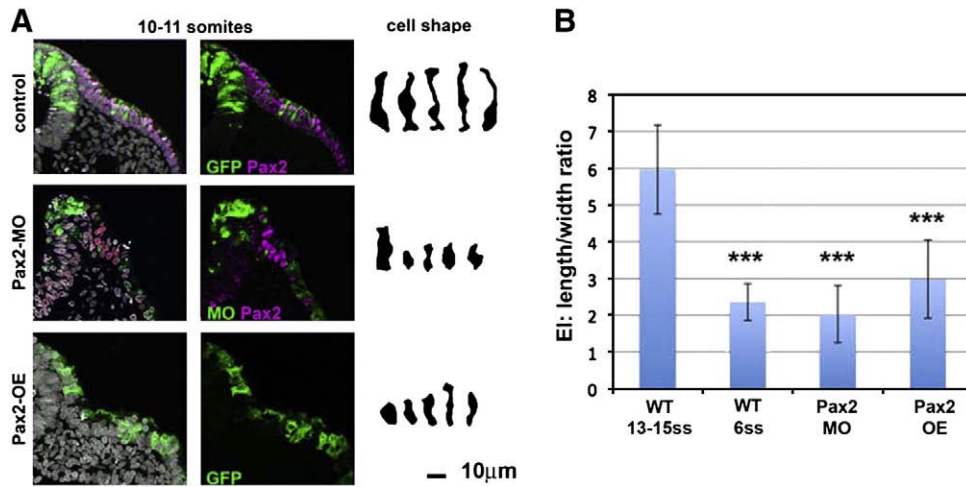 A
10-11 somites
cell shape
control
GFP Pax2
Pax2-MO
MO Pax2
Pax2-OE
GFP
10μm
B
EI: length/width ratio
8
7
6
5
4
3
2
1
0
***
***
***
WT
13-15ss
WT
6ss
Pax2
MO
Pax2
OE